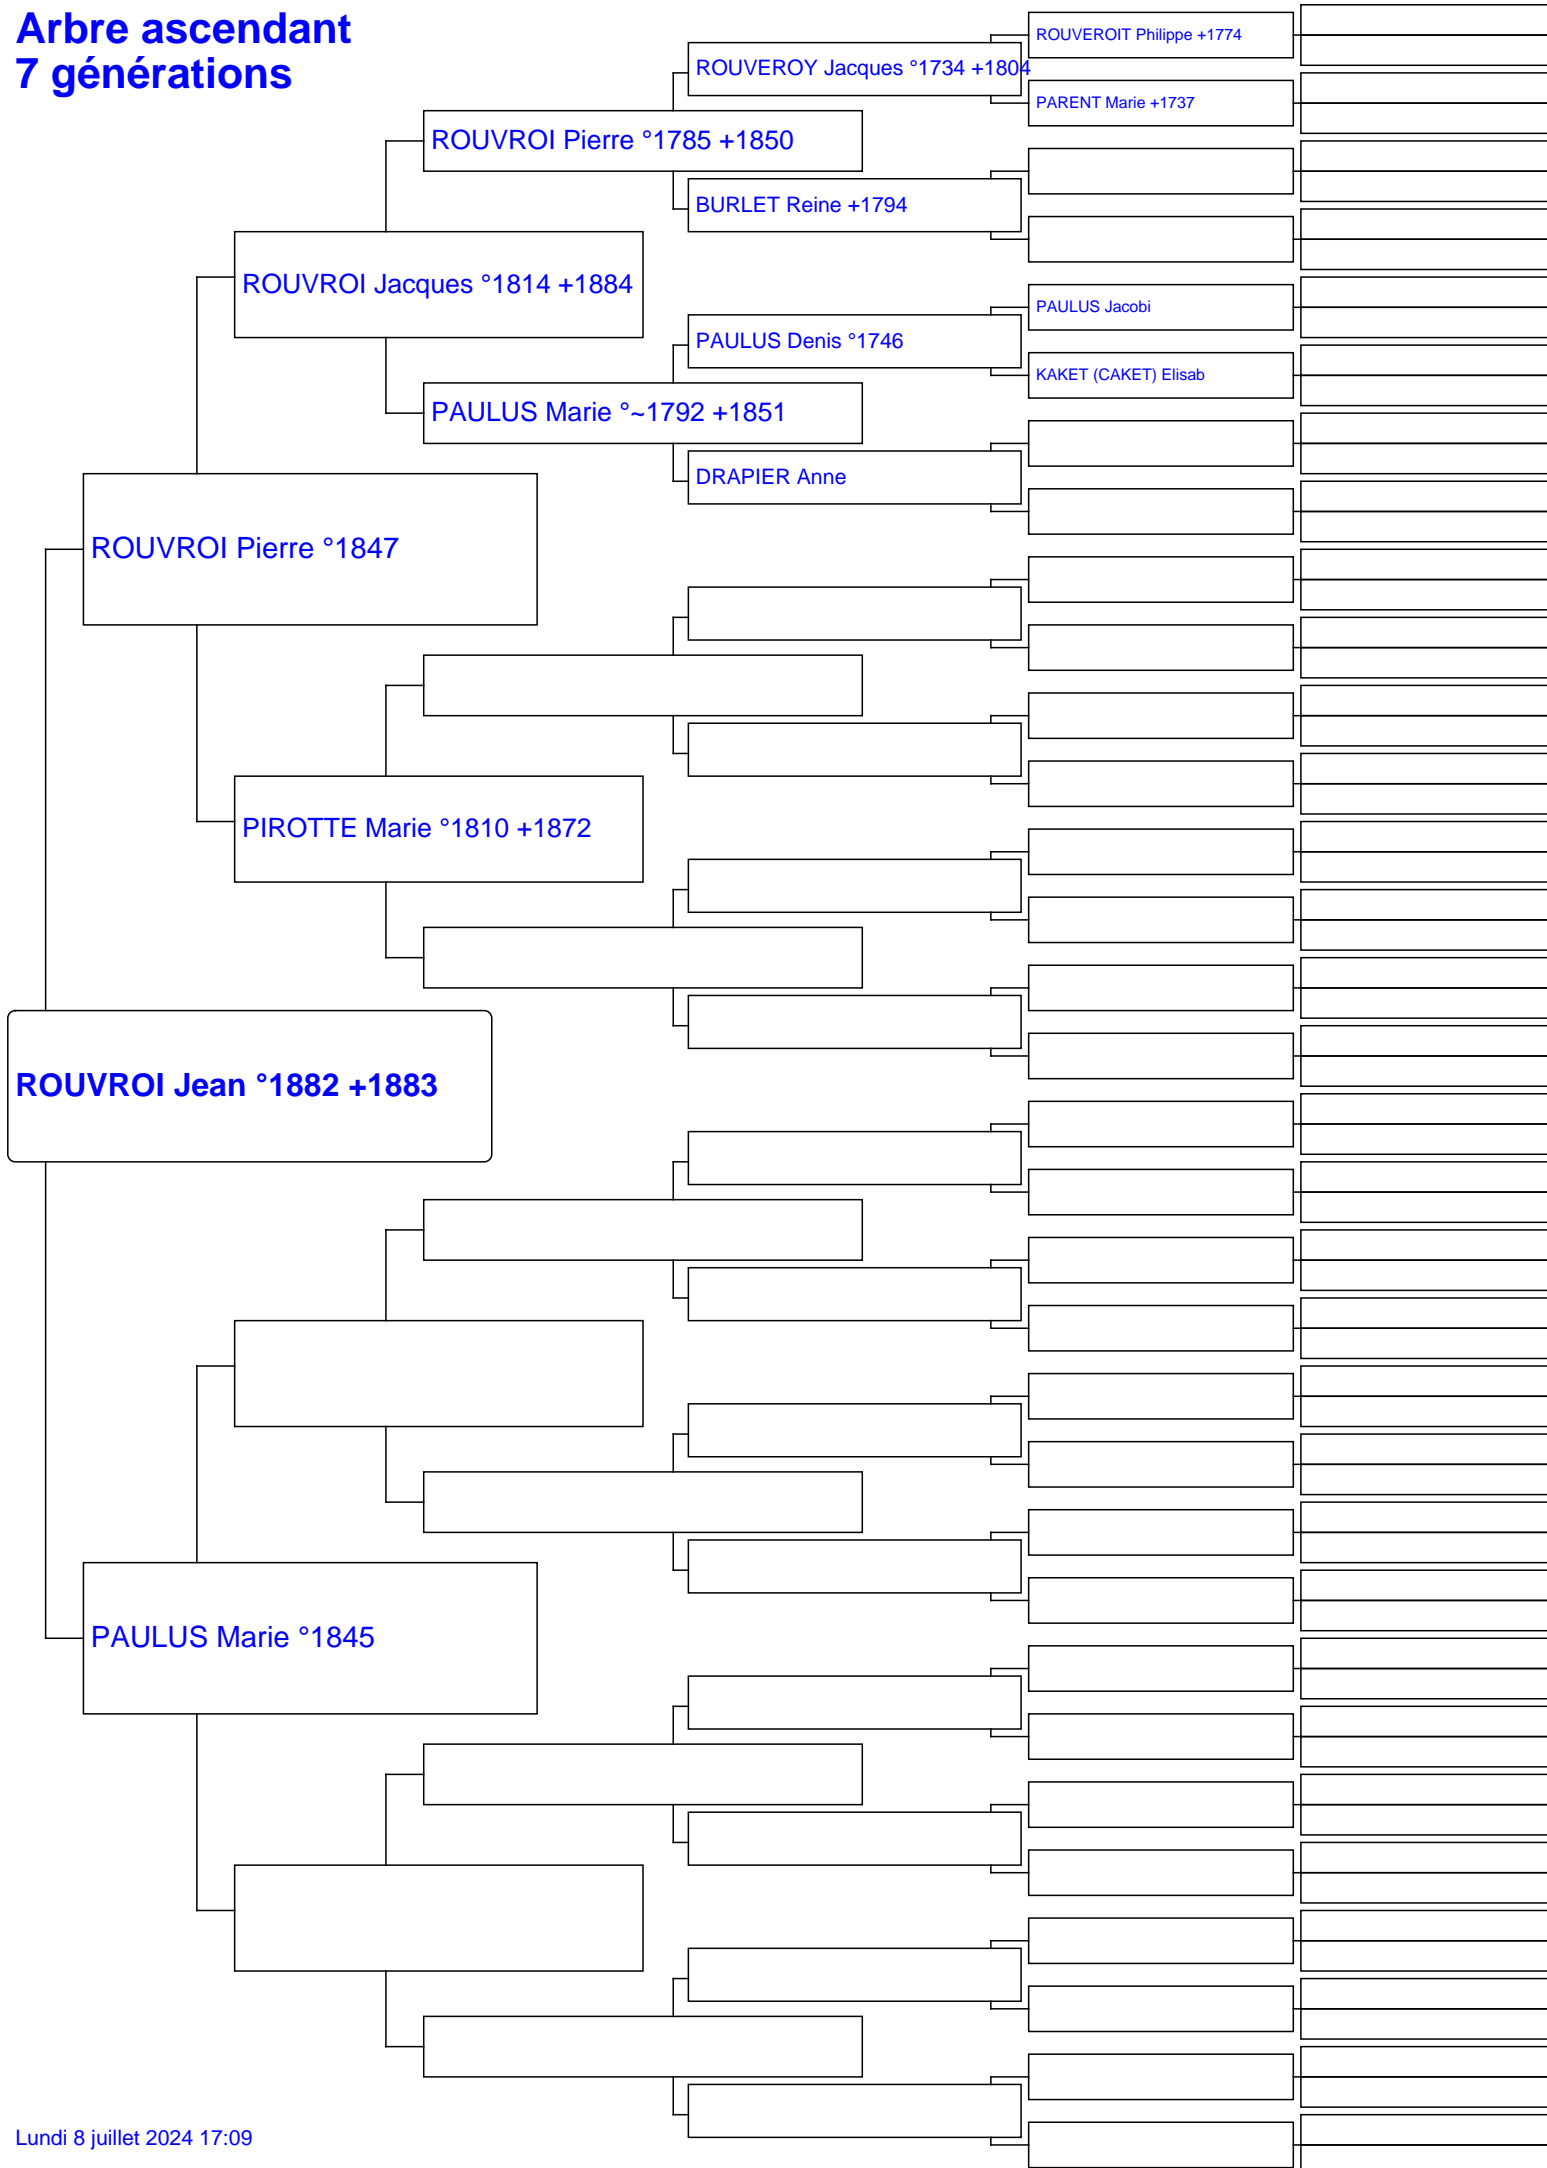 Arbre ascendant
7 générations
ROUVEROIT Philippe +1774
ROUVEROY Jacques °1734 +1804
PARENT Marie +1737
ROUVROI Pierre °1785 +1850
BURLET Reine +1794
ROUVROI Jacques °1814 +1884
PAULUS Jacobi
PAULUS Denis °1746
KAKET (CAKET) Elisab
PAULUS Marie °~1792 +1851
DRAPIER Anne
ROUVROI Pierre °1847
PIROTTE Marie °1810 +1872
ROUVROI Jean °1882 +1883
PAULUS Marie °1845
Lundi 8 juillet 2024 17:09